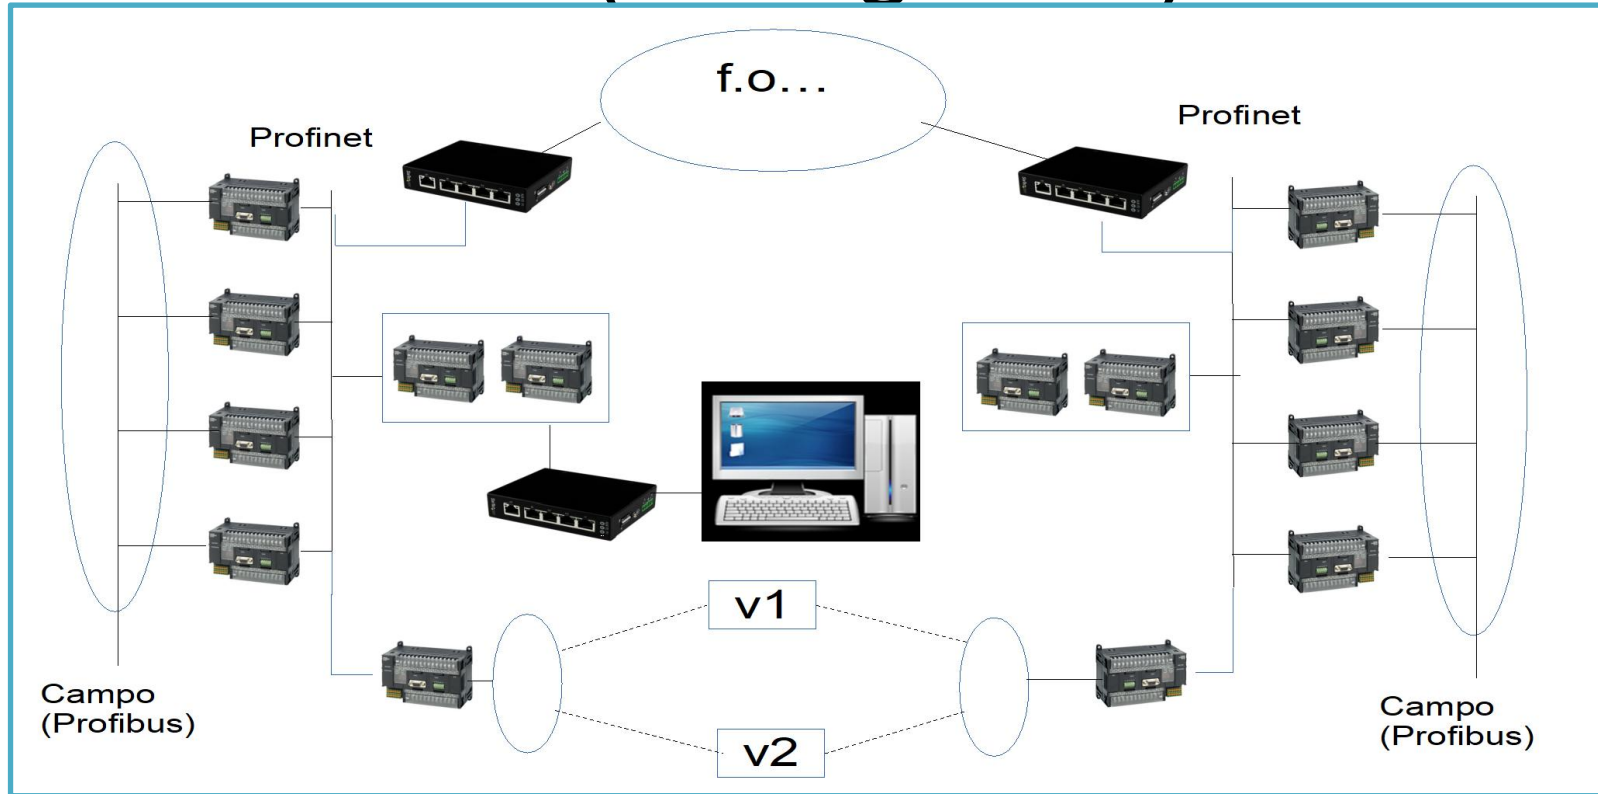 f.o...
Profinet
Profinet
v1
v2
Campo
(Profibus)
Campo
(Profibus)